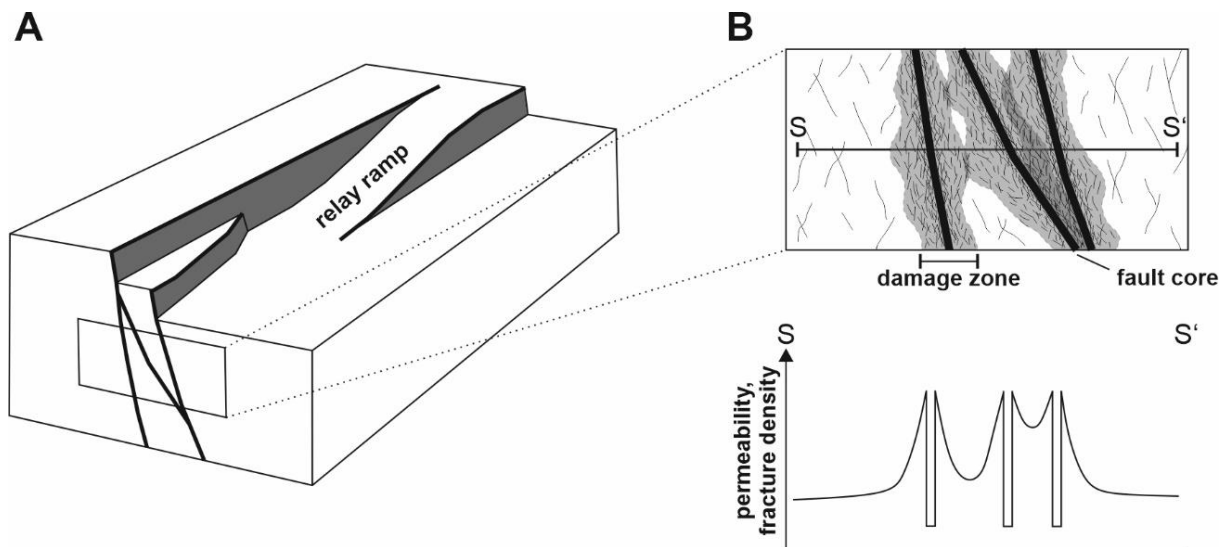 A
relay ramp
B
S S‘
damage zone fault core
S S‘
permeability,
fracture density